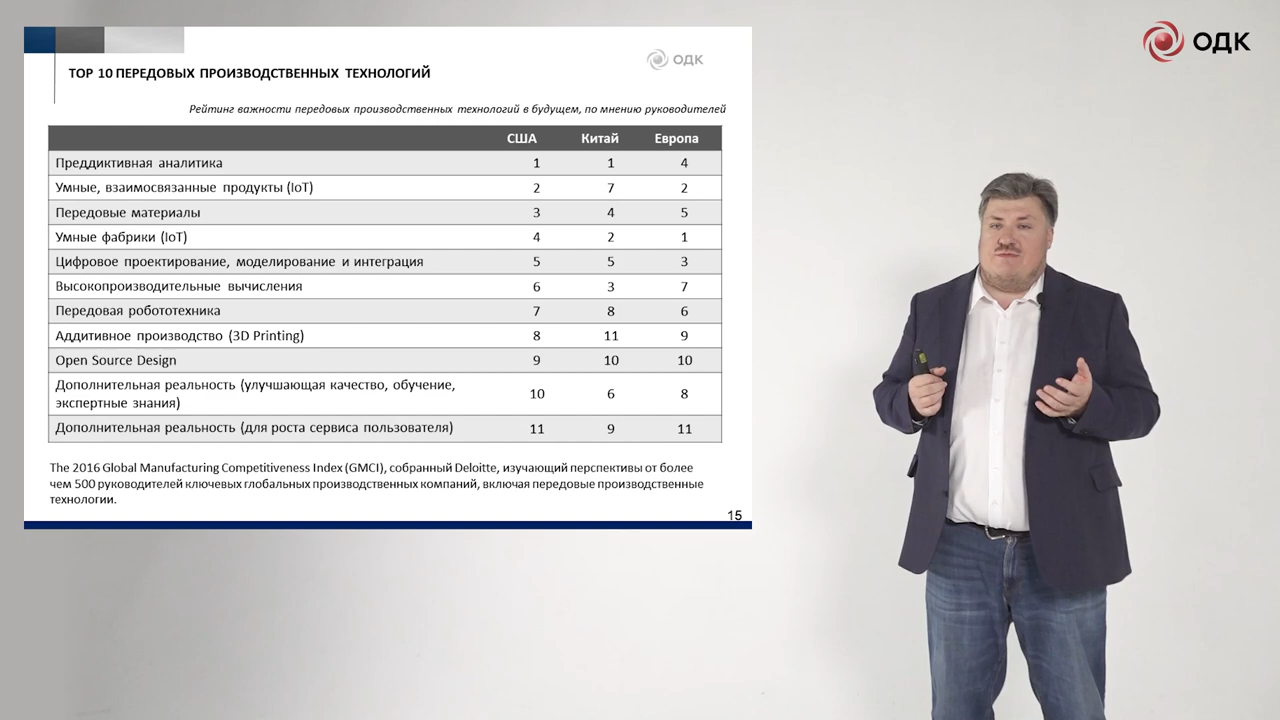 ОДК
ОДК
TOP 10 ПЕРЕДОВЫХ ПРОИЗВОДСТВЕННЫХ ТЕХНОЛОГИЙ
Рейтинг важности передовых производственных технологий в будущем, по мнению руководителей
США Китай Европа
Преддиктивная аналитика 1 1 4
Умные, взаимосвязанные продукты (IoT) 2 7 2
Передовые материалы 3 4 5
Умные фабрики (IoT) 4 2 1
Цифровое проектирование, моделирование и интеграция 5 5 3
Высокопроизводительные вычисления 6 3 7
Передовая робототехника 7 8 6
Аддитивное производство (3D Printing) 8 11 9
Open Source Design 9 10 10
Дополнительная реальность (улучшающая качество, обучение,
экспертные знания) 10 6 8
Дополнительная реальность (для роста сервиса пользователя) 11 9 11
The 2016 Global Manufacturing Competitiveness Index (GMCI), собранный Deloitte, изучающий перспективы от более
чем 500 руководителей ключевых глобальных производственных компаний, включая передовые производственные
технологии.
15